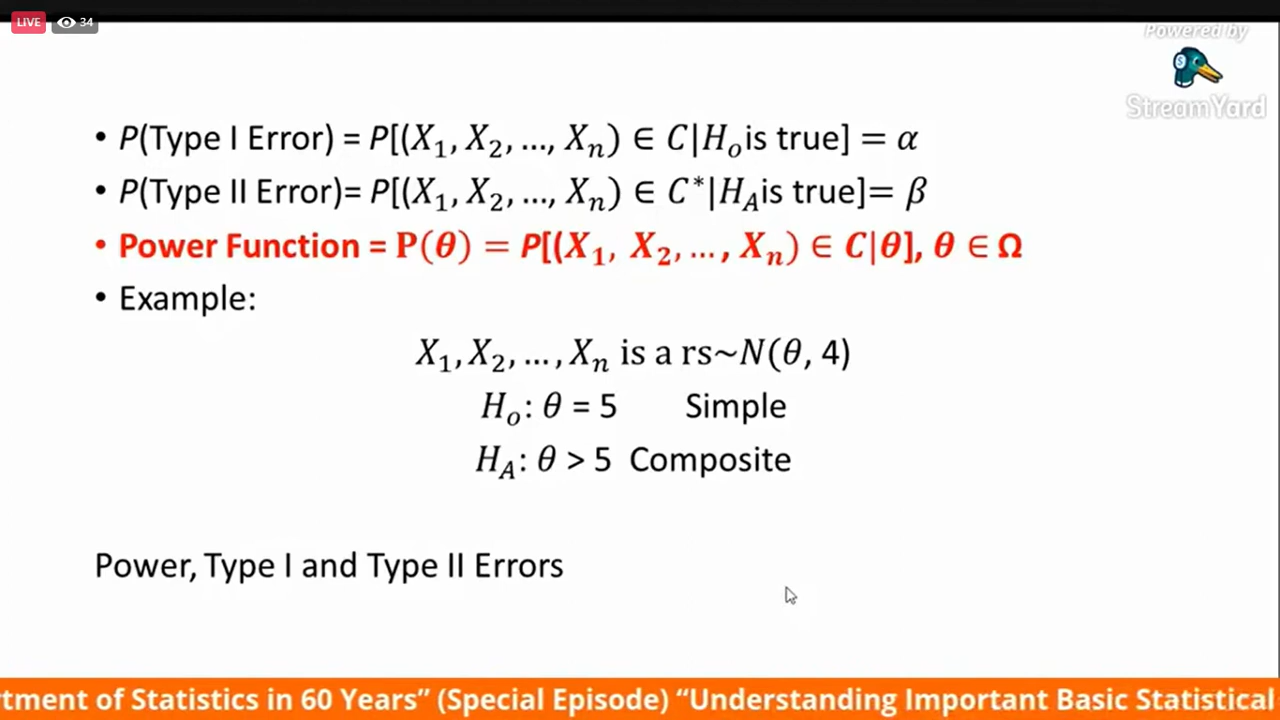 LIVE 34
Powered by
StreamYard
• P(Type I Error) = P[(X₁, X₂, ..., Xₙ) ∈ C|Hₒis true] = α
• P(Type II Error)= P[(X₁, X₂, ..., Xₙ) ∈ C*|H_Ais true]= β
• Power Function = P(θ) = P[(X₁, X₂, ..., Xₙ) ∈ C|θ], θ ∈ Ω
• Example:
X₁, X₂, ..., Xₙ is a rs~N(θ, 4)
Hₒ: θ = 5 Simple
H_A: θ > 5 Composite
Power, Type I and Type II Errors
tment of Statistics in 60 Years” (Special Episode) “Understanding Important Basic Statistical